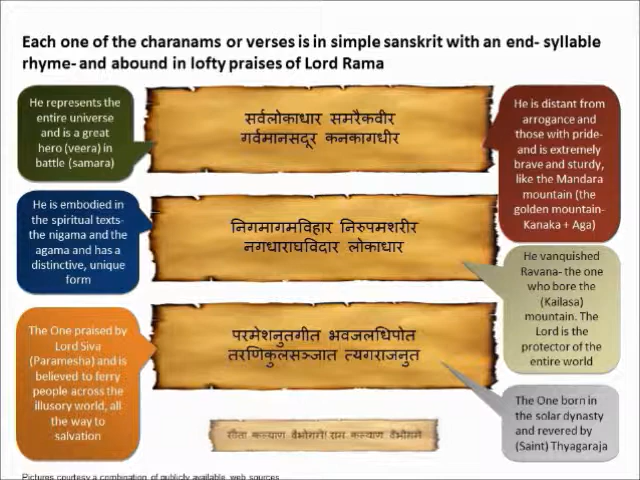 Each one of the charanams or verses is in simple sanskrit with an end- syllable
rhyme- and abound in lofty praises of Lord Rama
He represents the
entire universe
and is a great
hero (veera) in
battle (samara)
सर्वलोकाधार समरैकवीर
गर्वमानसदूर कनकागधीर
He is distant from
arrogance and
those with pride-
and is extremely
brave and sturdy,
like the Mandara
mountain (the
golden mountain-
Kanaka + Aga)
He is embodied in
the spiritual texts-
the nigama and the
agama and has a
distinctive, unique
form
निगमागमविहार निरुपमशरीर
नगधाराघविदार लोकाधार
He vanquished
Ravana- the one
who bore the
(Kailasa)
mountain. The
Lord is the
protector of the
entire world
The One praised by
Lord Siva
(Paramesha) and is
believed to ferry
people across the
illusory world, all
the way to
salvation
परमेशनुतगीत भवजलधिपोत
तरणिकुलसञ्जात त्यगराजनुत
The One born in
the solar dynasty
and revered by
(Saint) Thyagaraja
सीता कल्याण वैभोगमे! राम कल्याण वैभोगमे
Pictures courtesy a combination of publicly available web sources